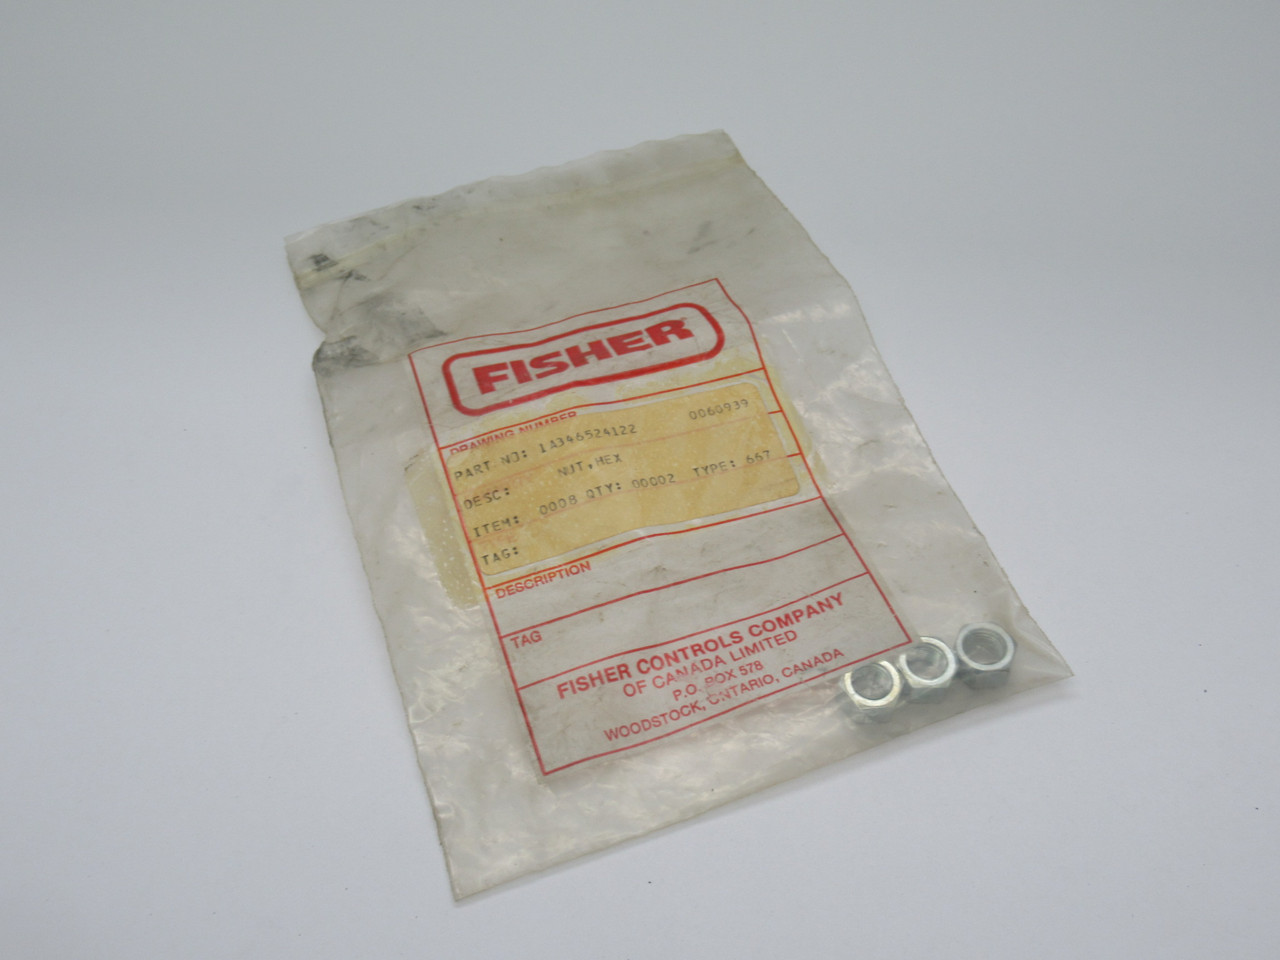 FISHER
DRAWING NUMBER
PART NO: 1A346524122 0060939
DESC: NUT,HEX
ITEM: 0008 QTY: 00002 TYPE: 667
TAG:
DESCRIPTION
TAG
FISHER CONTROLS COMPANY
OF CANADA LIMITED
P.O. BOX 578
WOODSTOCK, ONTARIO, CANADA